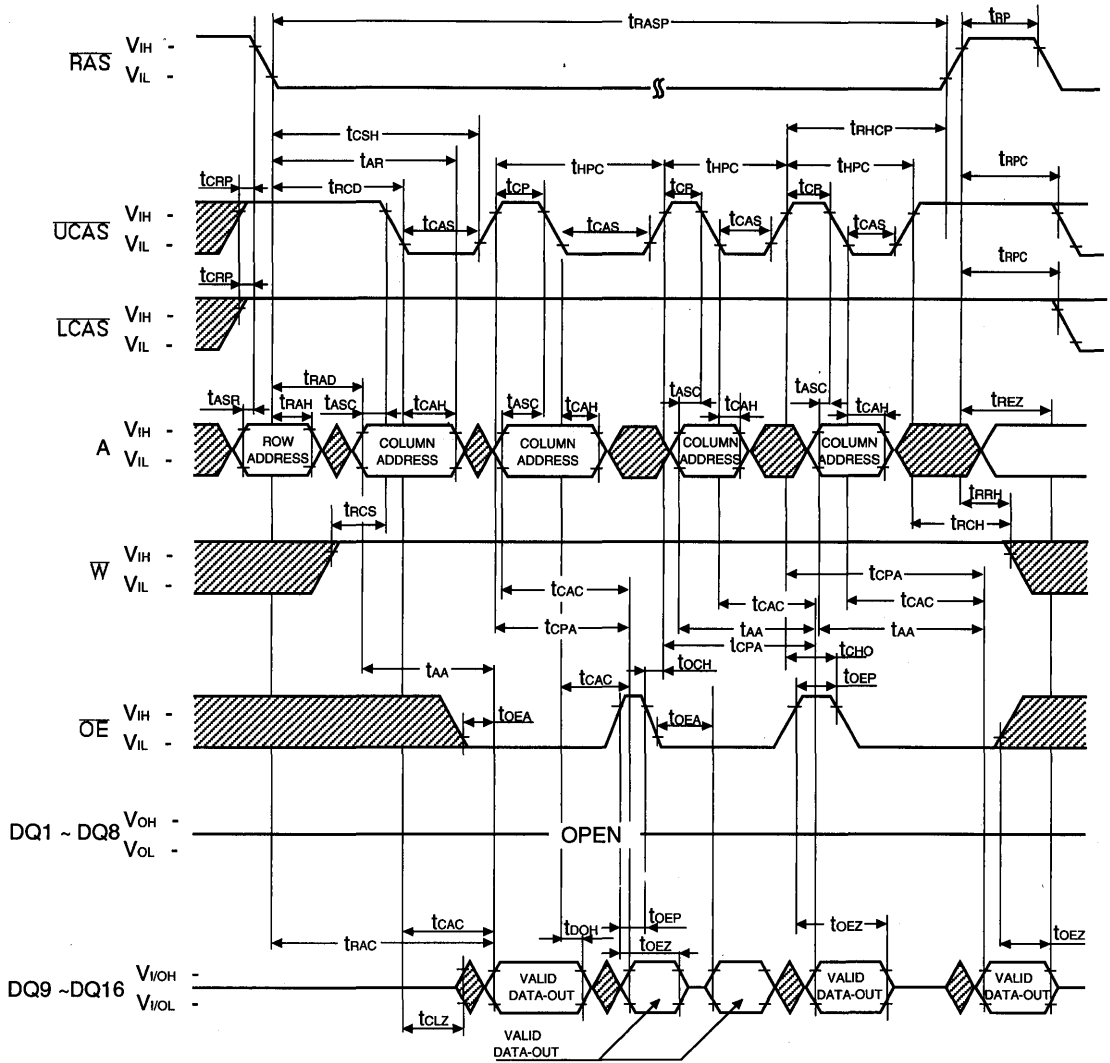 tRASP
tRP
RAS
VIH -
VIL -
tCSH
tRHCP
tAR
tHPC
tHPC
tHPC
tCRP
tRCD
tCP
tCP
tCP
tRPC
UCAS
VIH -
VIL -
tCAS
tCAS
tCAS
tCAS
tCRP
tRPC
LCAS
VIH -
VIL -
tRAD
tASR
tRAH
tASC
tCAH
tASC
tCAH
tASC
tCAH
tASC
tCAH
tREZ
A
VIH -
VIL -
ROW
ADDRESS
COLUMN
ADDRESS
COLUMN
ADDRESS
COLUMN
ADDRESS
COLUMN
ADDRESS
tRCS
tRRH
tRCH
W
VIH -
VIL -
tCPA
tCAC
tCAC
tCAC
tCPA
tAA
tAA
tCPA
tCHO
tAA
tCAC
tOCH
tOEP
OE
VIH -
VIL -
tOEA
tOEA
DQ1 ~ DQ8
VOH -
VOL -
OPEN
tCAC
tRAC
tDOH
tOEP
tOEZ
tOEZ
tOEZ
DQ9 ~DQ16
VI/OH -
VI/OL -
VALID
DATA-OUT
VALID
DATA-OUT
VALID
DATA-OUT
tCLZ
VALID
DATA-OUT